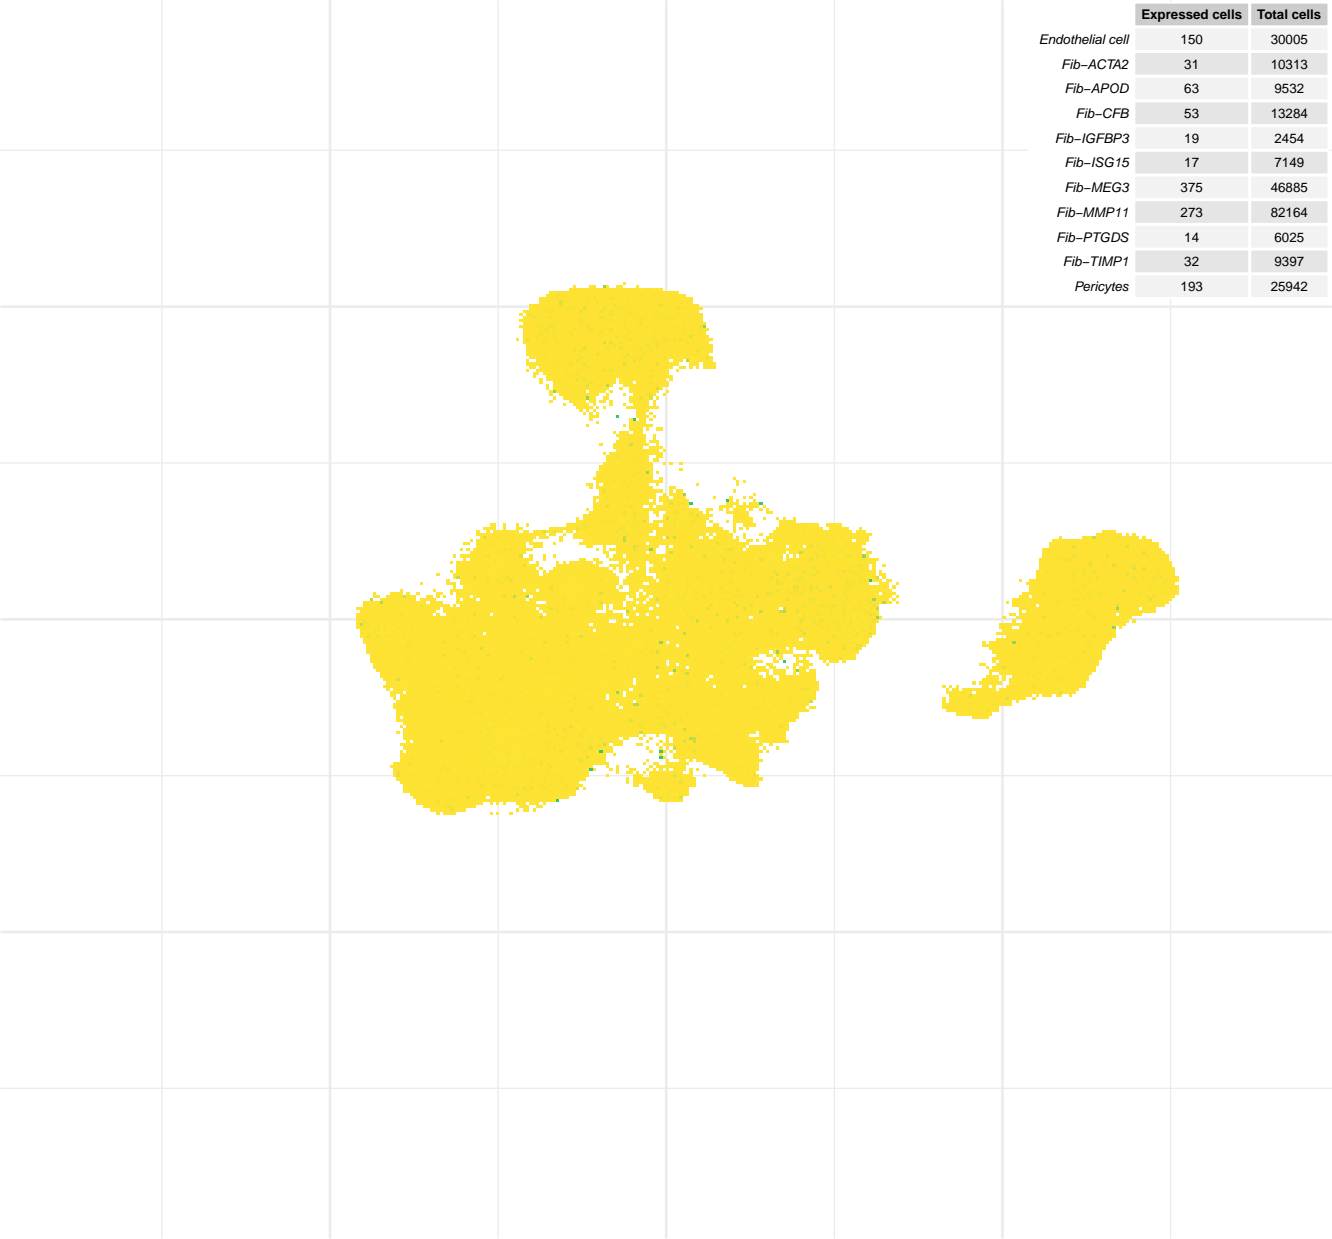 Expressed cells Total cells
Endothelial cell 150 30005
Fib−ACTA2 31 10313
Fib−APOD 63 9532
Fib−CFB 53 13284
Fib−IGFBP3 19 2454
Fib−ISG15 17 7149
Fib−MEG3 375 46885
Fib−MMP11 273 82164
Fib−PTGDS 14 6025
Fib−TIMP1 32 9397
Pericytes 193 25942